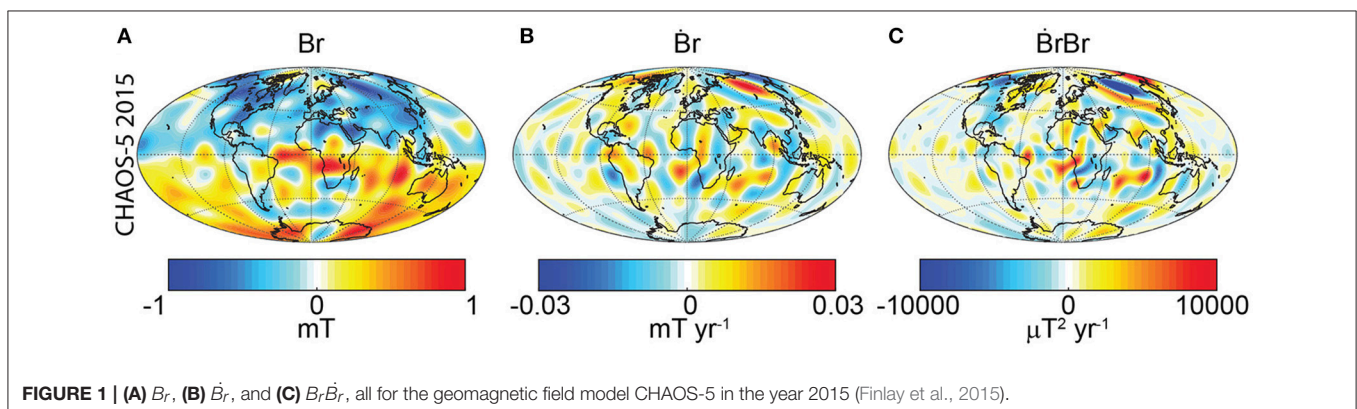 A Br B Ḃr C ḂrBr
CHAOS-5 2015
-1 0 1 -0.03 0 0.03 -10000 0 10000
mT mT yr⁻¹ μT² yr⁻¹
FIGURE 1 | (A) Br, (B) Ḃr, and (C) BrḂr, all for the geomagnetic field model CHAOS-5 in the year 2015 (Finlay et al., 2015).